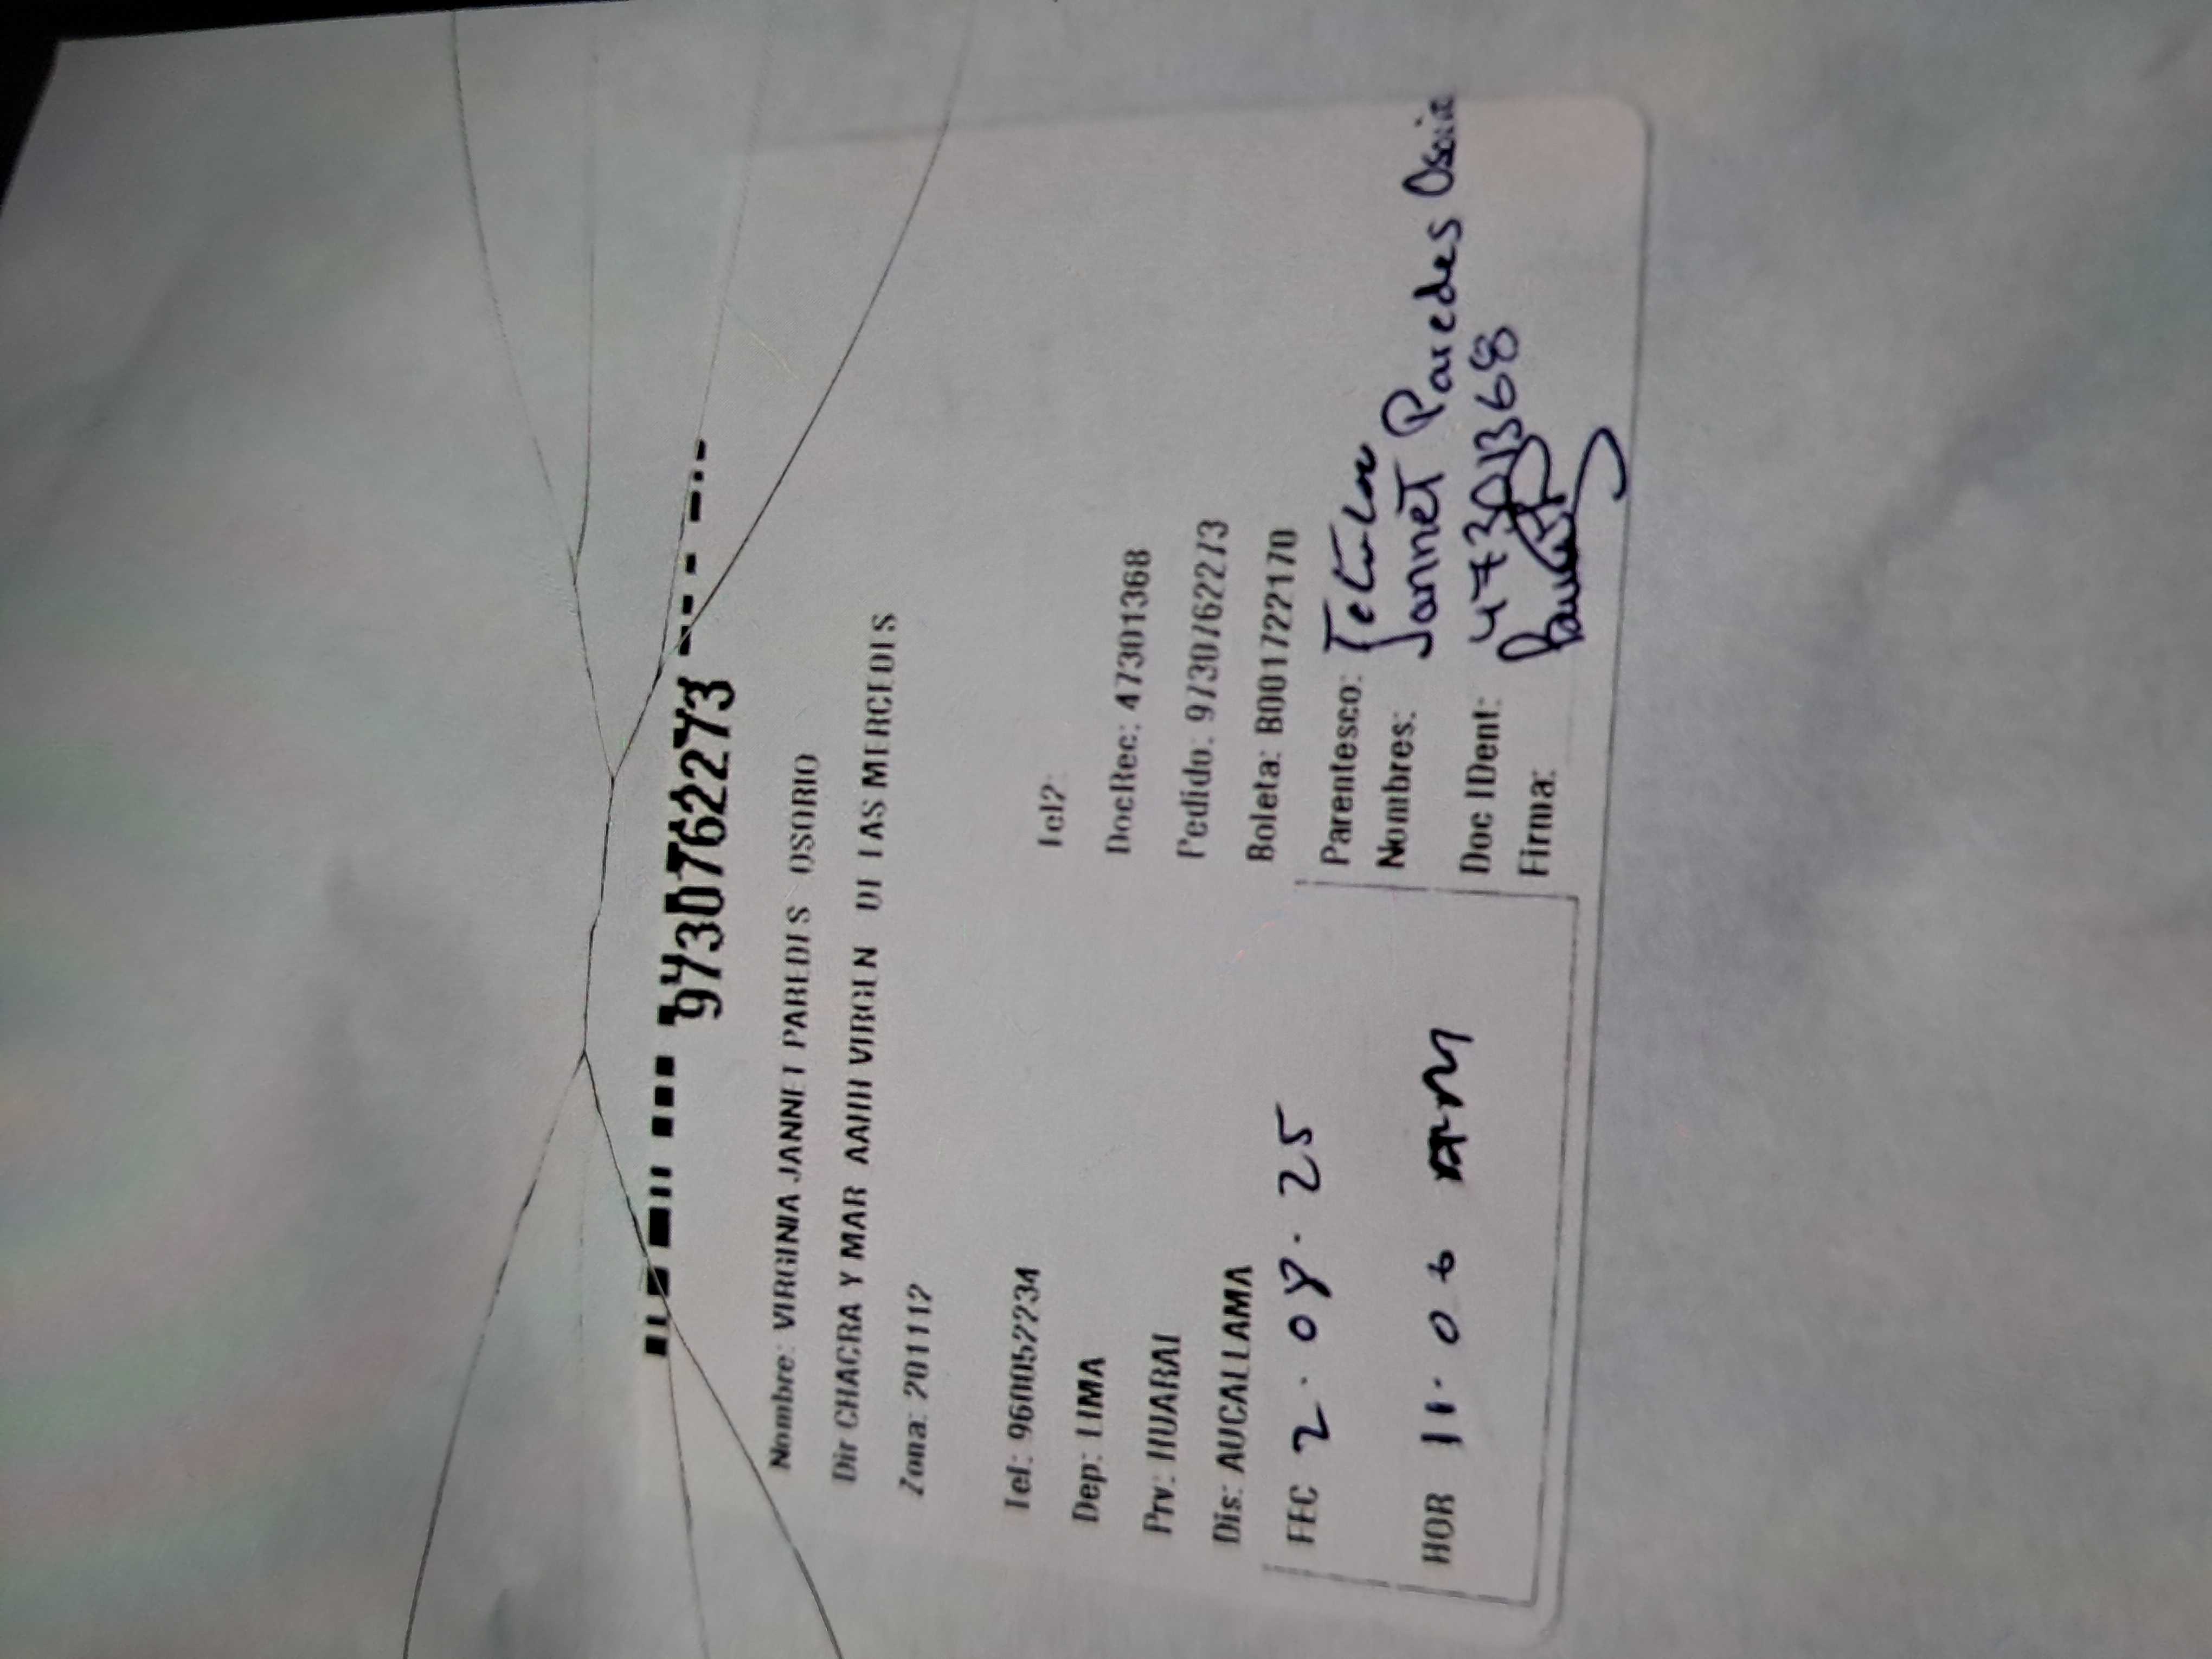 9730762273
Nombre: VIRGINIA JANNET PAREDES OSORIO
Dir CHACRA Y MAR AAHH VIRGEN DE LAS MERCEDES
Zona: 201112
Tel: 960052234 Tel2:
Dep: LIMA DocRec: 47301368
Prv: HUARAL Pedido: 9730762273
Dis: AUCALLAMA Boleta: B001722170
FEC 2.04.25 Parentesco: Titular
Nombres: Jannet Paredes Osorio
HOR 11.06 AM Doc IDent: 47301368
Firma: